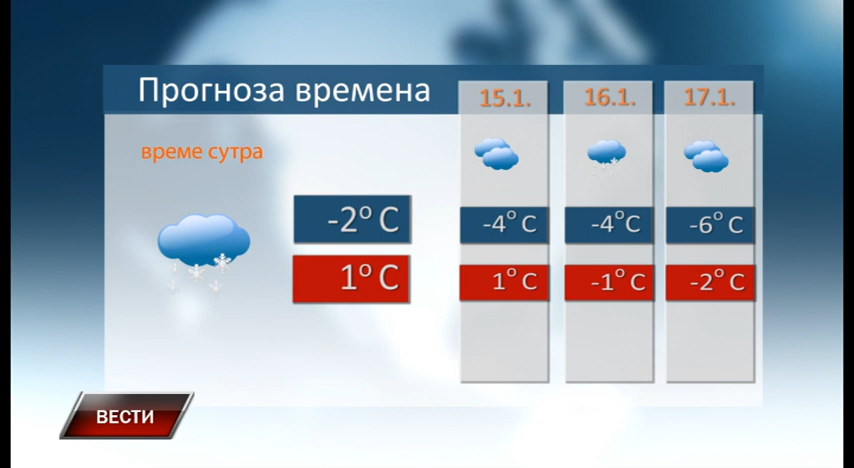 Прогноза времена
време сутра
-2° C
1° C
15.1.
-4° C
1° C
16.1.
-4°C
-1° C
17.1.
-6° C
-2° C
ВЕСТИ